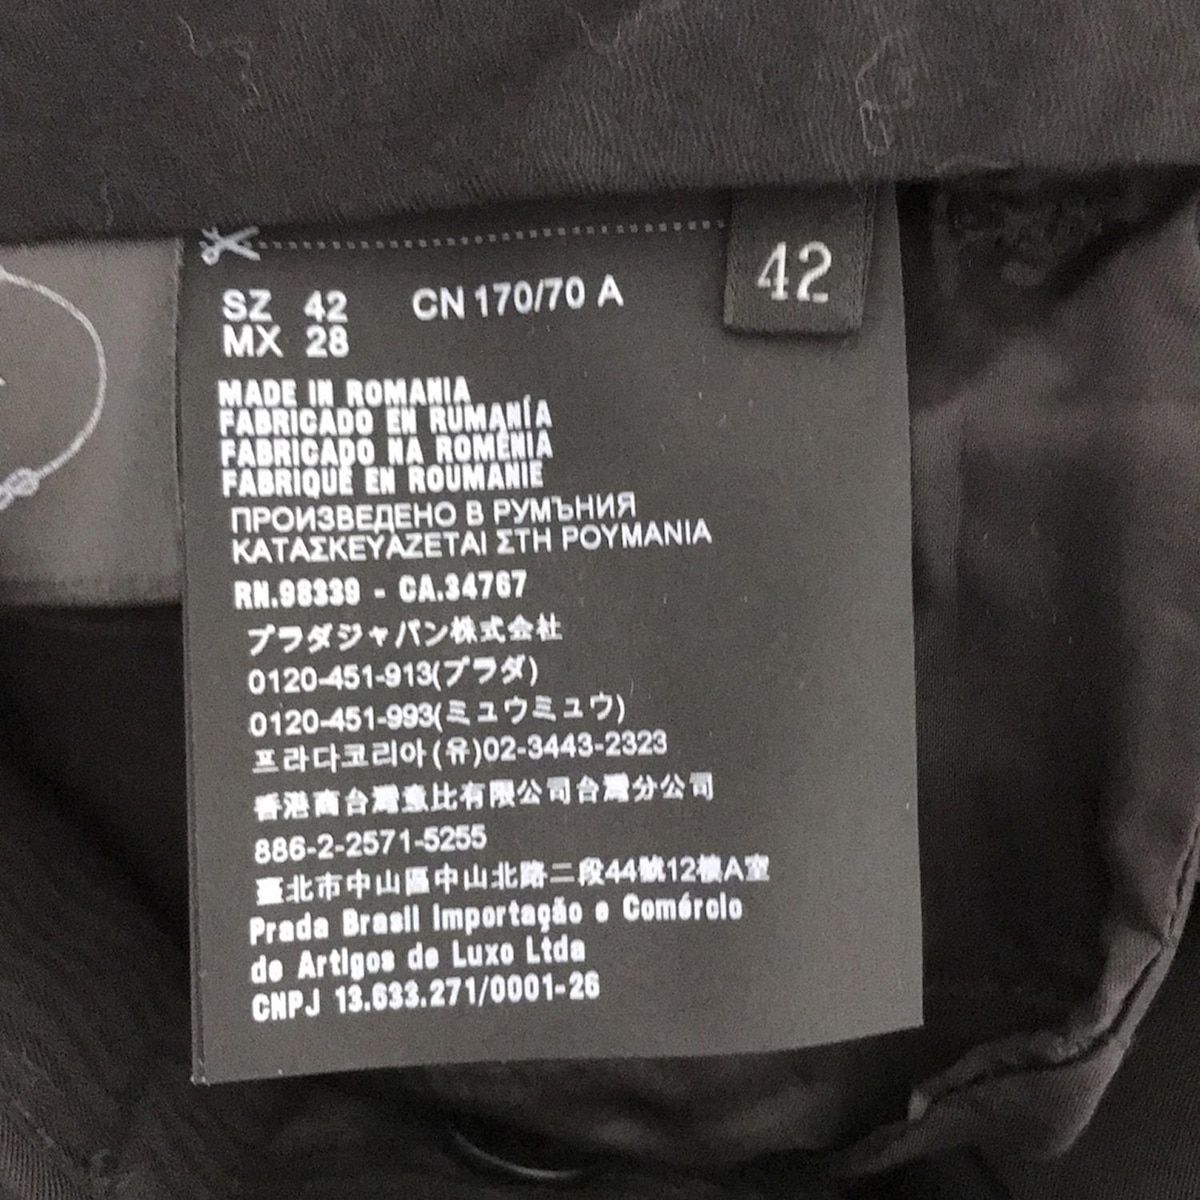 42
SZ 42 CN 170/70 A
MX 28
MADE IN ROMANIA
FABRICADO EN RUMANÍA
FABRICADO NA ROMÊNIA
FABRIQUÉ EN ROUMANIE
ПРОИЗВЕДЕНО В РУМЪНИЯ
ΚΑΤΑΣΚΕΥΑΖΕΤΑΙ ΣΤΗ ΡΟΥΜΑΝΙΑ
RN.98339 - CA.34767
プラダジャパン株式会社
0120-451-913(プラダ)
0120-451-993(ミュウミュウ)
프라다코리아(유)02-3443-2323
香港商台灣蚤比有限公司台灣分公司
886-2-2571-5255
臺北市中山區中山北路二段44號12樓A室
Prada Brasil Importação e Comércio
de Artigos de Luxo Ltda
CNPJ 13.633.271/0001-26